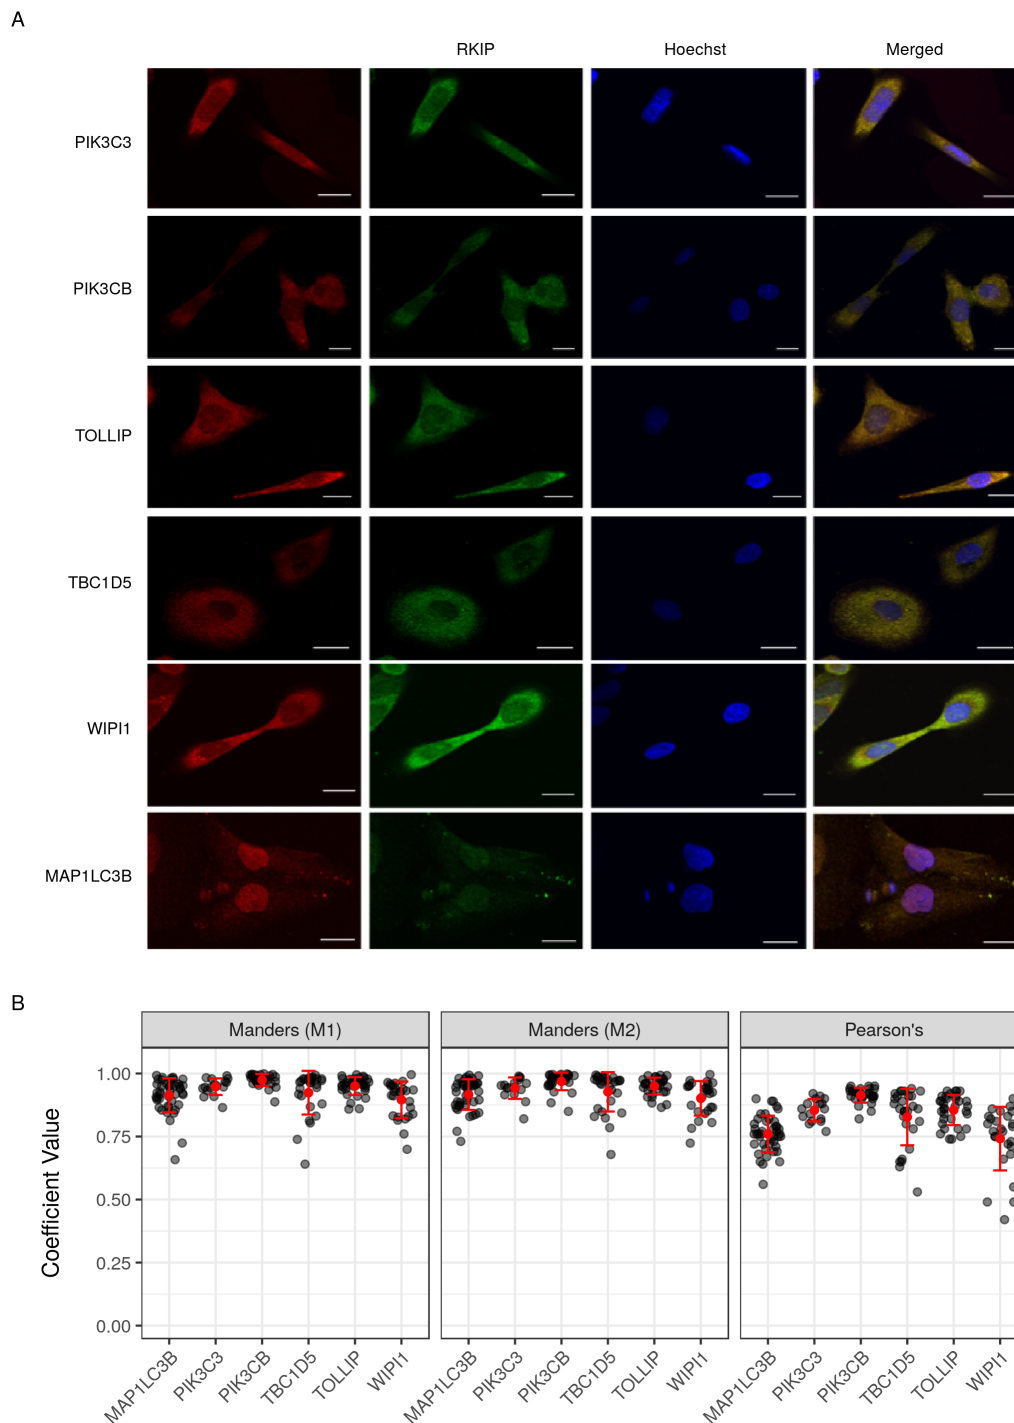 A
RKIP Hoechst Merged
PIK3C3
PIK3CB
TOLLIP
TBC1D5
WIPI1
MAP1LC3B
B
Manders (M1) Manders (M2) Pearson's
Coefficient Value
1.00
0.75
0.50
0.25
0.00
MAP1LC3B PIK3C3 PIK3CB TBC1D5 TOLLIP WIPI1 MAP1LC3B PIK3C3 PIK3CB TBC1D5 TOLLIP WIPI1 MAP1LC3B PIK3C3 PIK3CB TBC1D5 TOLLIP WIPI1